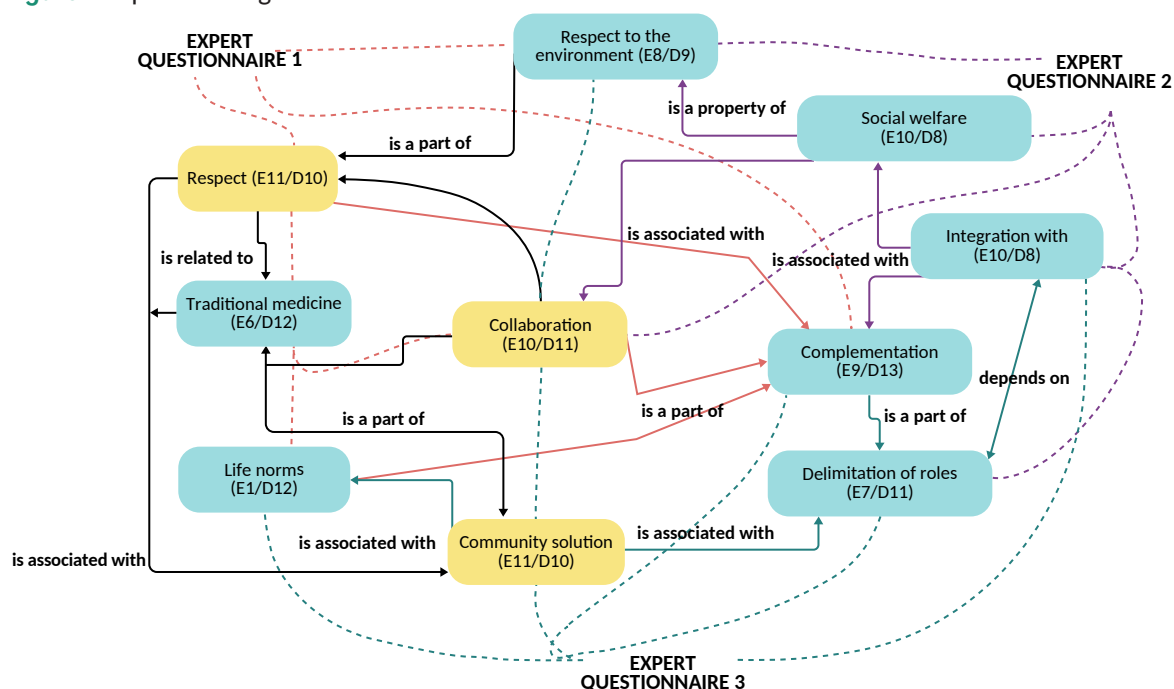 EXPERT
QUESTIONNAIRE 1
Respect to the
environment (E8/D9)
EXPERT
QUESTIONNAIRE 2
is a property of
Social welfare
(E10/D8)
is a part of
Respect (E11/D10)
is associated with
Integration with
(E10/D8)
is related to
is associated with
Traditional medicine
(E6/D12)
Collaboration
(E10/D11)
Complementation
(E9/D13)
depends on
is a part of
is a part of
is a part of
Life norms
(E1/D12)
Delimitation of roles
(E7/D11)
is associated with
Community solution
(E11/D10)
is associated with
is associated with
EXPERT
QUESTIONNAIRE 3